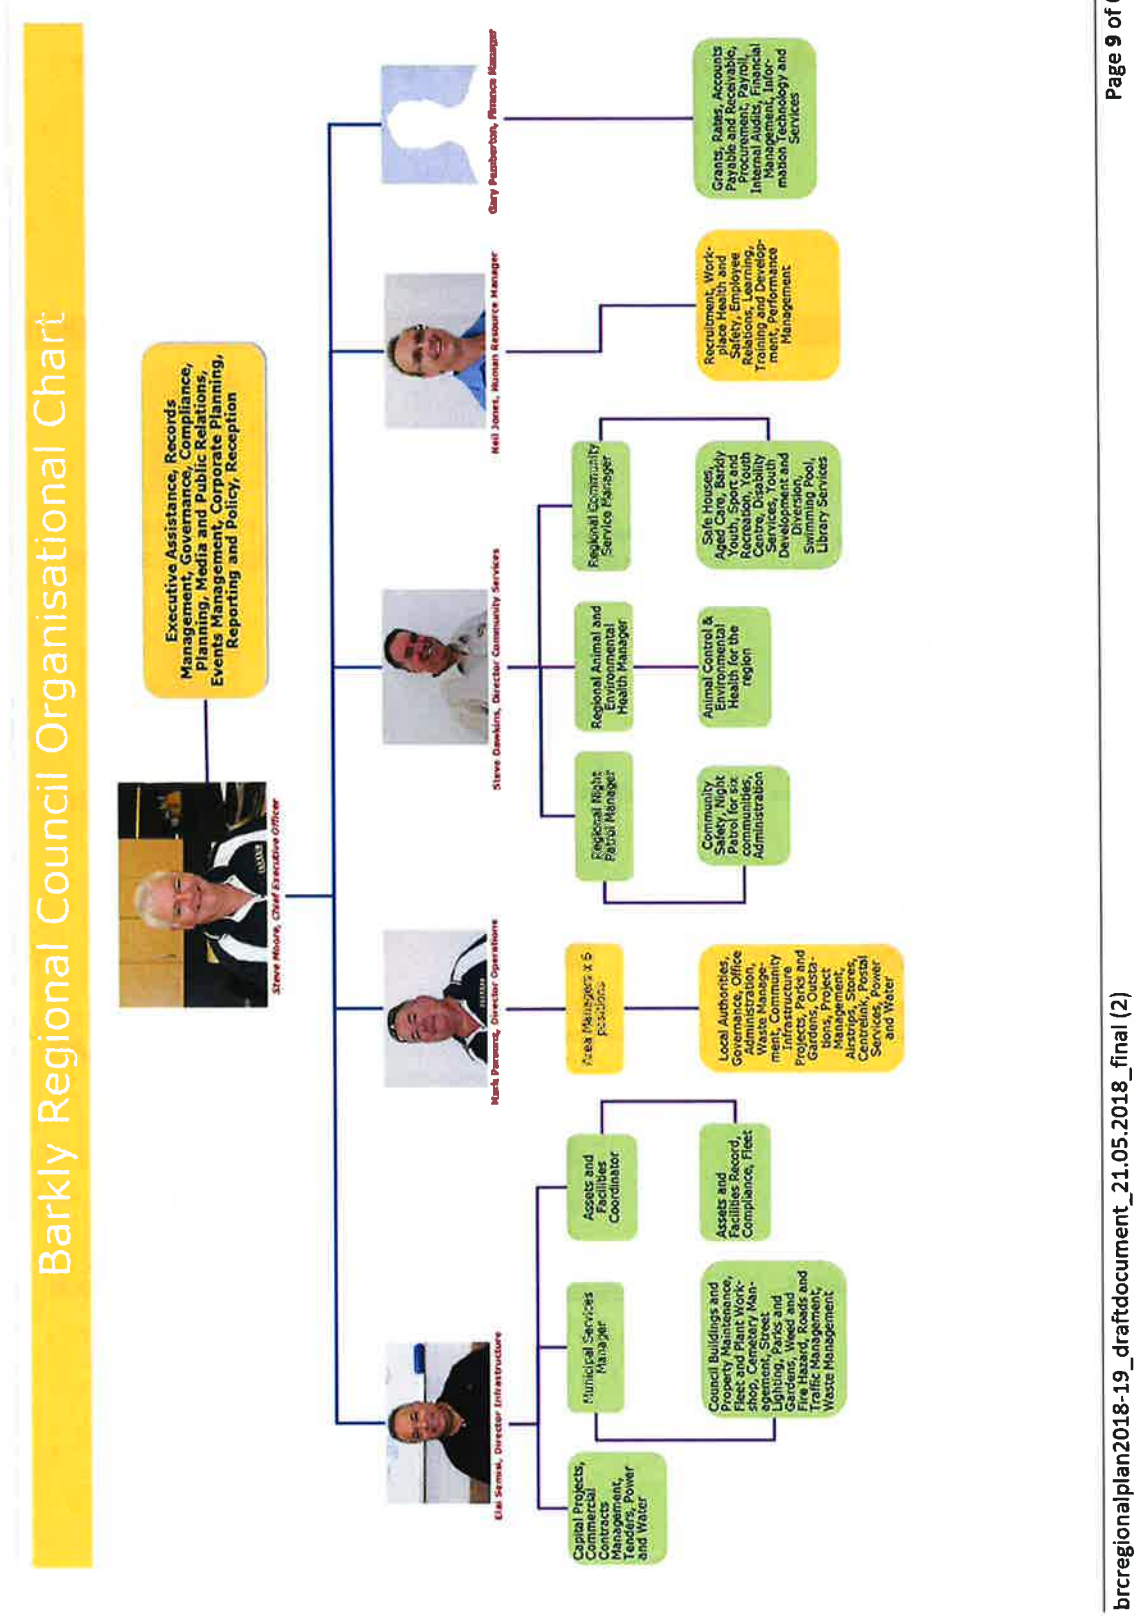 Barkly Regional Council Organisational Chart
Executive Assistance, Records
Management, Governance, Compliance,
Planning, Media and Public Relations,
Events Management, Corporate Planning,
Reporting and Policy, Reception
Steve Moore, Chief Executive Officer
Elai Semisi, Director Infrastructure
Mark Parsons, Director Operations
Steve Dawkins, Director Community Services
Neil Jones, Human Resource Manager
Gary Pemberton, Finance Manager
Capital Projects,
Commercial
Contracts
Management,
Tenders, Power
and Water
Municipal Services
Manager
Council Buildings and
Property Maintenance,
Fleet and Plant Work-
shop, Cemetery Man-
agement, Street
Lighting, Parks and
Gardens, Weed and
Fire Hazard, Roads and
Traffic Management,
Waste Management
Assets and
Facilities
Coordinator
Assets and
Facilities Record,
Compliance, Fleet
Area Managers x 6
positions
Local Authorities,
Governance, Office
Administration,
Waste Manage-
ment, Community
Infrastructure
Projects, Parks and
Gardens, Outsta-
tions, Project
Management,
Airstrips, Stores,
Centrelink, Postal
Services, Power
and Water
Regional Night
Patrol Manager
Community
Safety, Night
Patrol for six
communities,
Administration
Regional Animal and
Environmental
Health Manager
Animal Control &
Environmental
Health for the
region
Regional Community
Service Manager
Safe Houses,
Aged Care, Barkly
Youth, Sport and
Recreation, Youth
Centre, Disability
Services, Youth
Development and
Diversion,
Swimming Pool,
Library Services
Recruitment, Work-
place Health and
Safety, Employee
Relations, Learning,
Training and Develop-
ment, Performance
Management
Grants, Rates, Accounts
Payable and Receivable,
Procurement, Payroll,
Internal Audits, Financial
Management, Infor-
mation Technology and
Services
brcregionalplan2018-19_draftdocument_21.05.2018_final (2)
Page 9 of